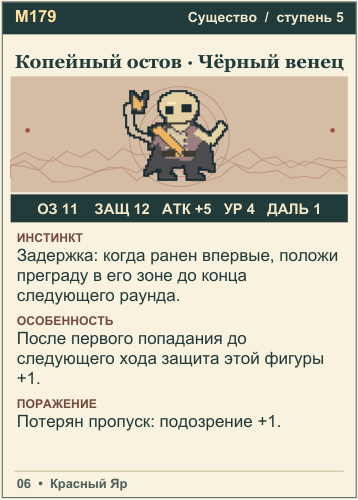 M179
Существо / ступень 5
Копейный остов · Чёрный венец
ОЗ 11 ЗАЩ 12 АТК +5 УР 4 ДАЛЬ 1
ИНСТИНКТ
Задержка: когда ранен впервые, положи
преграду в его зоне до конца
следующего раунда.
ОСОБЕННОСТЬ
После первого попадания до
следующего хода защита этой фигуры
+1.
ПОРАЖЕНИЕ
Потерян пропуск: подозрение +1.
06 • Красный Яр